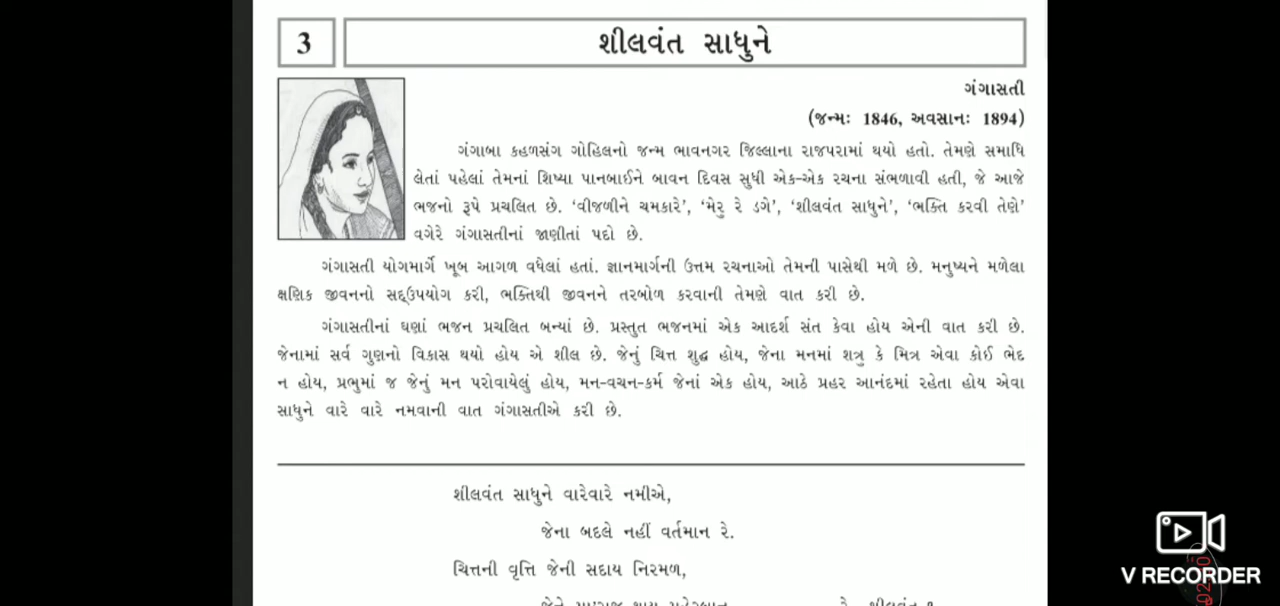 3
શીલવંત સાધુને
ગંગાસતી
(જન્મઃ 1846, અવસાનઃ 1894)
ગંગાબા કહળસંગ ગોહિલનો જન્મ ભાવનગર જિલ્લાના રાજપરામાં થયો હતો. તેમણે સમાધિ
લેતાં પહેલાં તેમનાં શિષ્યા પાનબાઈને બાવન દિવસ સુધી એક-એક રચના સંભળાવી હતી, જે આજે
ભજનો રૂપે પ્રચલિત છે. ‘વીજળીને ચમકારે’, ‘મેરુ રે ડગે’, ‘શીલવંત સાધુને’, ‘ભક્તિ કરવી તેણે’
વગેરે ગંગાસતીનાં જાણીતાં પદો છે.
ગંગાસતી યોગમાર્ગે ખૂબ આગળ વધેલાં હતાં. જ્ઞાનમાર્ગની ઉત્તમ રચનાઓ તેમની પાસેથી મળે છે. મનુષ્યને મળેલા
ક્ષણિક જીવનનો સદ્ઉપયોગ કરી, ભક્તિથી જીવનને તરબોળ કરવાની તેમણે વાત કરી છે.
ગંગાસતીનાં ઘણાં ભજન પ્રચલિત બન્યાં છે. પ્રસ્તુત ભજનમાં એક આદર્શ સંત કેવા હોય એની વાત કરી છે.
જેનામાં સર્વ ગુણનો વિકાસ થયો હોય એ શીલ છે. જેનું ચિત્ત શુદ્ધ હોય, જેના મનમાં શત્રુ કે મિત્ર એવા કોઈ ભેદ
ન હોય, પ્રભુમાં જ જેનું મન પરોવાયેલું હોય, મન-વચન-કર્મ જેનાં એક હોય, આઠે પ્રહર આનંદમાં રહેતા હોય એવા
સાધુને વારે વારે નમવાની વાત ગંગાસતીએ કરી છે.
શીલવંત સાધુને વારેવારે નમીએ,
જેના બદલે નહીં વર્તમાન રે.
ચિત્તની વૃત્તિ જેની સદાય નિરમળ,
V RECORDER